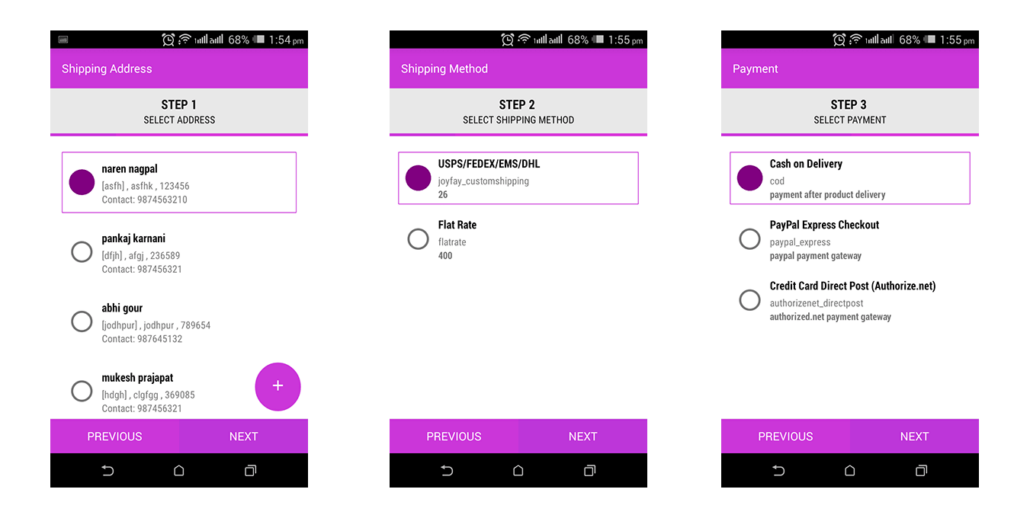 68% 1:54 pm
Shipping Address
STEP 1
SELECT ADDRESS
naren nagpal
[asfh] , asfhk , 123456
Contact: 9874563210
pankaj karnani
[dfjh] , afgj , 236589
Contact: 987456321
abhi gour
[jodhpur] , jodhpur , 789654
Contact: 987645132
mukesh prajapat
[hdgh] , clgfgg , 369085
Contact: 987456321
+
PREVIOUS NEXT
68% 1:55 pm
Shipping Method
STEP 2
SELECT SHIPPING METHOD
USPS/FEDEX/EMS/DHL
joyfay_customshipping
26
Flat Rate
flatrate
400
PREVIOUS NEXT
68% 1:55 pm
Payment
STEP 3
SELECT PAYMENT
Cash on Delivery
cod
payment after product delivery
PayPal Express Checkout
paypal_express
paypal payment gateway
Credit Card Direct Post (Authorize.net)
authorizenet_directpost
authorized.net payment gateway
PREVIOUS NEXT